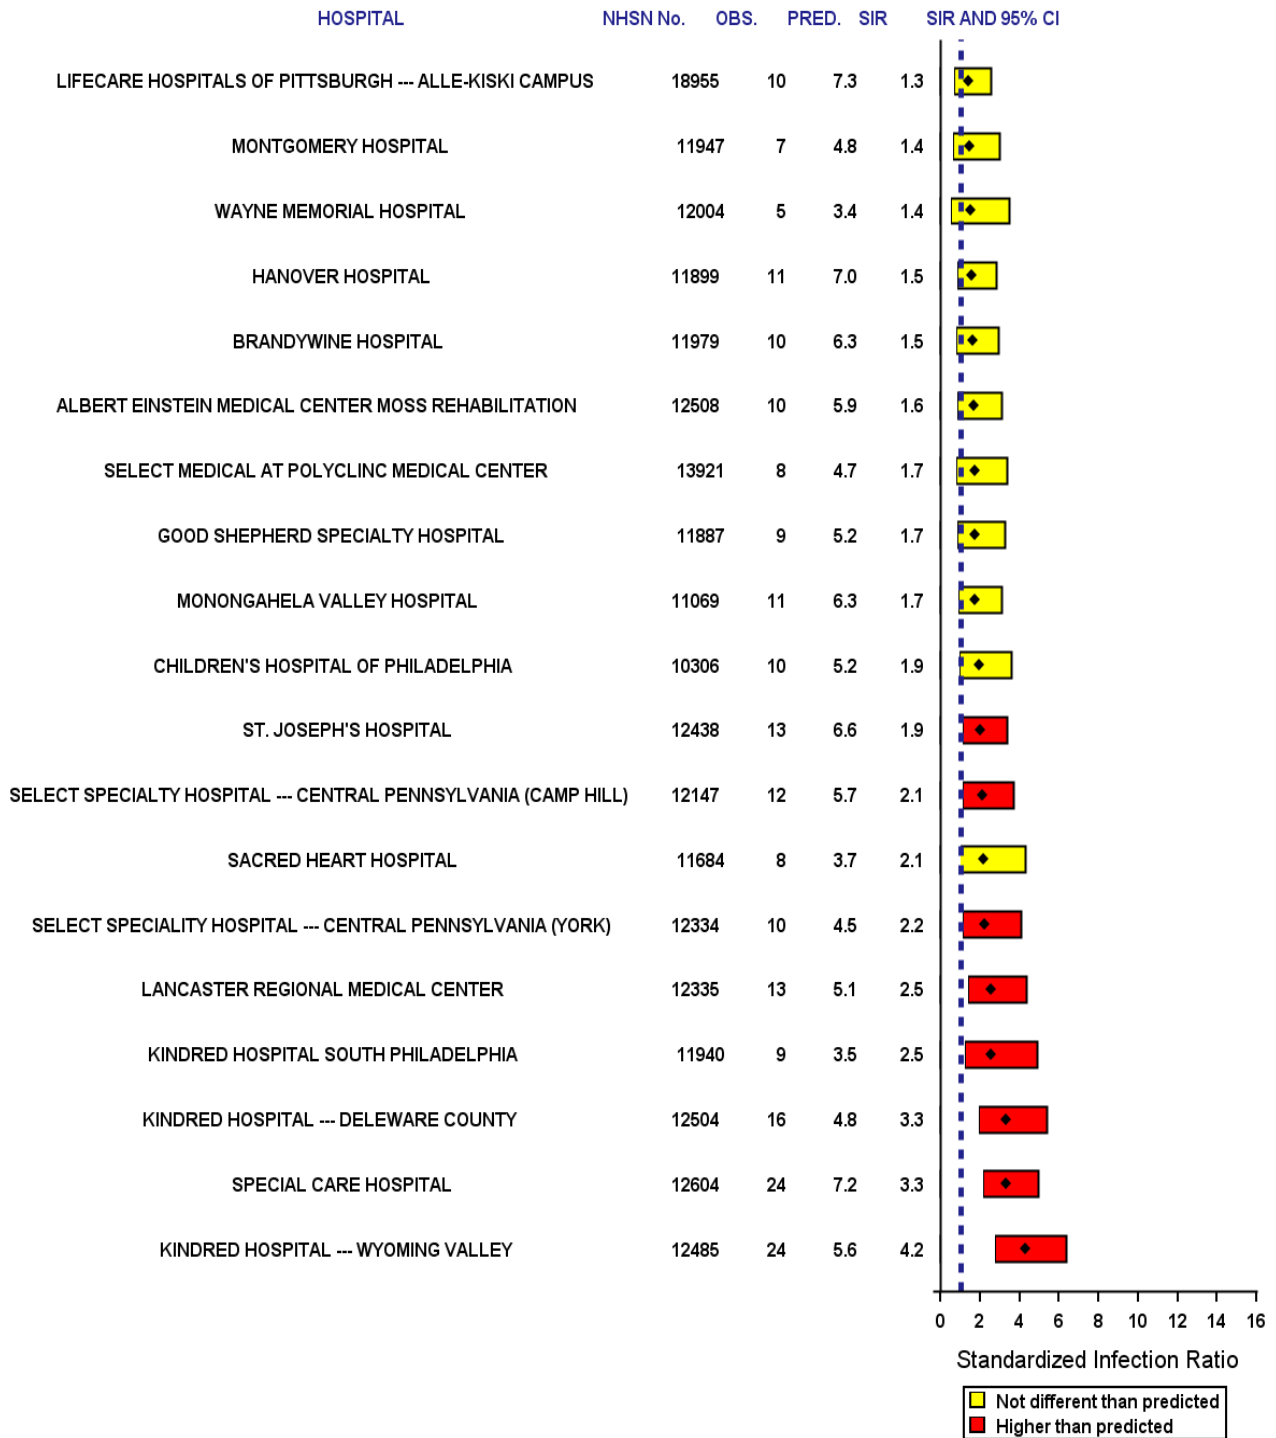 HOSPITAL NHSN No. OBS. PRED. SIR SIR AND 95% CI
LIFECARE HOSPITALS OF PITTSBURGH --- ALLE-KISKI CAMPUS 18955 10 7.3 1.3
MONTGOMERY HOSPITAL 11947 7 4.8 1.4
WAYNE MEMORIAL HOSPITAL 12004 5 3.4 1.4
HANOVER HOSPITAL 11899 11 7.0 1.5
BRANDYWINE HOSPITAL 11979 10 6.3 1.5
ALBERT EINSTEIN MEDICAL CENTER MOSS REHABILITATION 12508 10 5.9 1.6
SELECT MEDICAL AT POLYCLINC MEDICAL CENTER 13921 8 4.7 1.7
GOOD SHEPHERD SPECIALTY HOSPITAL 11887 9 5.2 1.7
MONONGAHELA VALLEY HOSPITAL 11069 11 6.3 1.7
CHILDREN'S HOSPITAL OF PHILADELPHIA 10306 10 5.2 1.9
ST. JOSEPH'S HOSPITAL 12438 13 6.6 1.9
SELECT SPECIALTY HOSPITAL --- CENTRAL PENNSYLVANIA (CAMP HILL) 12147 12 5.7 2.1
SACRED HEART HOSPITAL 11684 8 3.7 2.1
SELECT SPECIALITY HOSPITAL --- CENTRAL PENNSYLVANIA (YORK) 12334 10 4.5 2.2
LANCASTER REGIONAL MEDICAL CENTER 12335 13 5.1 2.5
KINDRED HOSPITAL SOUTH PHILADELPHIA 11940 9 3.5 2.5
KINDRED HOSPITAL --- DELEWARE COUNTY 12504 16 4.8 3.3
SPECIAL CARE HOSPITAL 12604 24 7.2 3.3
KINDRED HOSPITAL --- WYOMING VALLEY 12485 24 5.6 4.2
0 2 4 6 8 10 12 14 16
Standardized Infection Ratio
Not different than predicted
Higher than predicted